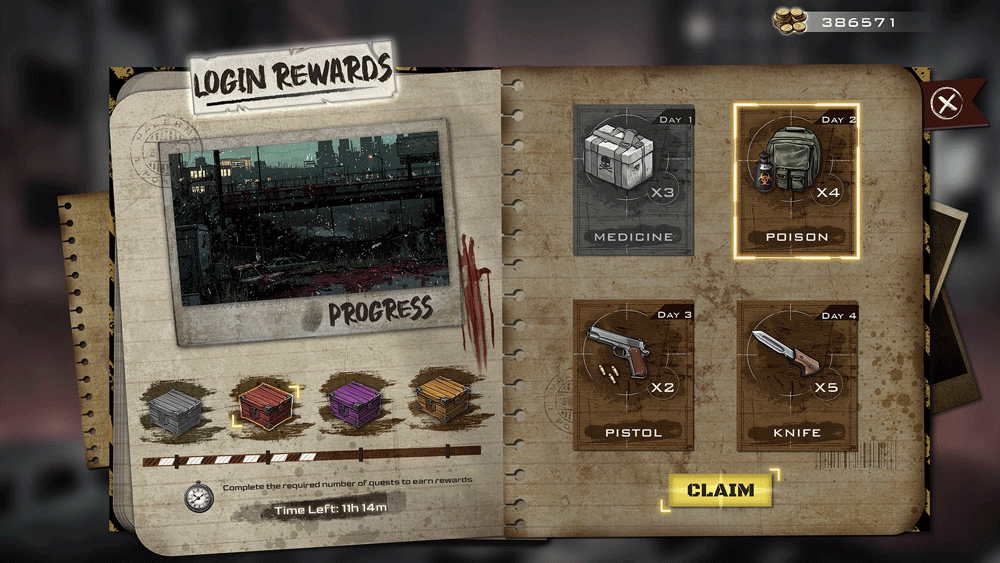 386571
LOGIN REWARDS
PROGRESS
Complete the required number of quests to earn rewards
Time Left: 11h 14m
DAY 1
X3
MEDICINE
DAY 2
X4
POISON
DAY 3
X2
PISTOL
DAY 4
X5
KNIFE
CLAIM